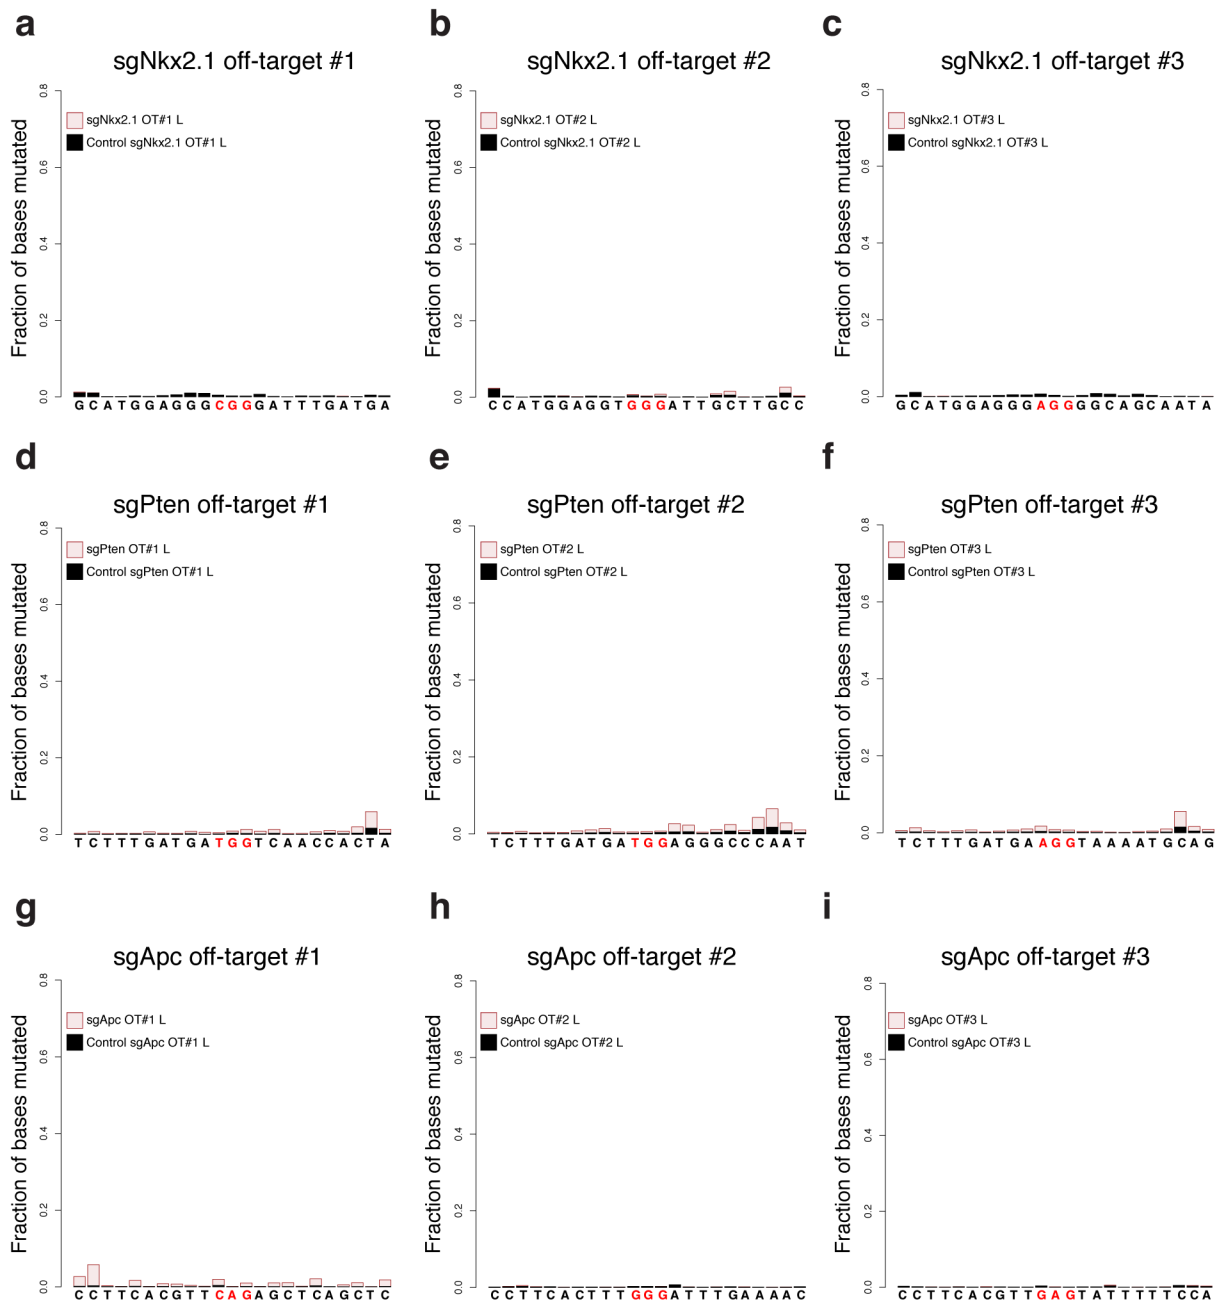 a
sgNkx2.1 off-target #1
Fraction of bases mutated
0.8
0.6
0.4
0.2
0.0
sgNkx2.1 OT#1 L
Control sgNkx2.1 OT#1 L
G C A T G G A G G G C G G G A T T T G A T G A
b
sgNkx2.1 off-target #2
Fraction of bases mutated
0.8
0.6
0.4
0.2
0.0
sgNkx2.1 OT#2 L
Control sgNkx2.1 OT#2 L
C C A T G G A G G T G G G A T T G C T T G C C
c
sgNkx2.1 off-target #3
Fraction of bases mutated
0.8
0.6
0.4
0.2
0.0
sgNkx2.1 OT#3 L
Control sgNkx2.1 OT#3 L
G C A T G G A G G G A G G G G C A G C A A T A
d
sgPten off-target #1
Fraction of bases mutated
0.8
0.6
0.4
0.2
0.0
sgPten OT#1 L
Control sgPten OT#1 L
T C T T T G A T G A T G G T C A A C C A C T A
e
sgPten off-target #2
Fraction of bases mutated
0.8
0.6
0.4
0.2
0.0
sgPten OT#2 L
Control sgPten OT#2 L
T C T T T G A T G A T G G A G G G C C C A A T
f
sgPten off-target #3
Fraction of bases mutated
0.8
0.6
0.4
0.2
0.0
sgPten OT#3 L
Control sgPten OT#3 L
T C T T T G A T G A A G G T A A A A T G C A G
g
sgApc off-target #1
Fraction of bases mutated
0.8
0.6
0.4
0.2
0.0
sgApc OT#1 L
Control sgApc OT#1 L
C C T T C A C G T T C A G A G C T C A G C T C
h
sgApc off-target #2
Fraction of bases mutated
0.8
0.6
0.4
0.2
0.0
sgApc OT#2 L
Control sgApc OT#2 L
C C T T C A C T T T G G G A T T T G A A A A C
i
sgApc off-target #3
Fraction of bases mutated
0.8
0.6
0.4
0.2
0.0
sgApc OT#3 L
Control sgApc OT#3 L
C C T T C A C G T T G A G T A T T T T T C C A